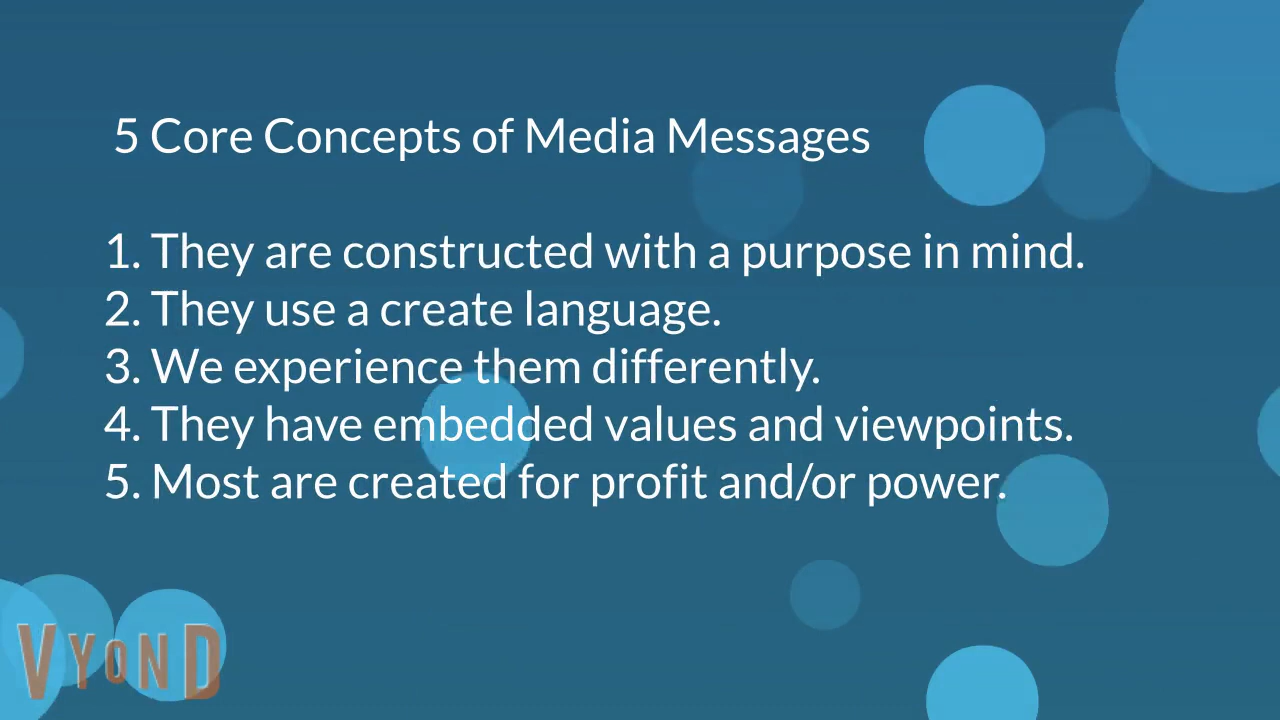 5 Core Concepts of Media Messages
1. They are constructed with a purpose in mind.
2. They use a create language.
3. We experience them differently.
4. They have embedded values and viewpoints.
5. Most are created for profit and/or power.
VYOND